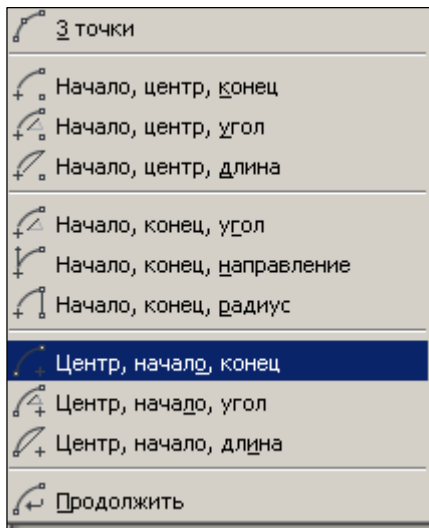 3 точки
Начало, центр, конец
Начало, центр, угол
Начало, центр, длина
Начало, конец, угол
Начало, конец, направление
Начало, конец, радиус
Центр, начало, конец
Центр, начало, угол
Центр, начало, длина
Продолжить